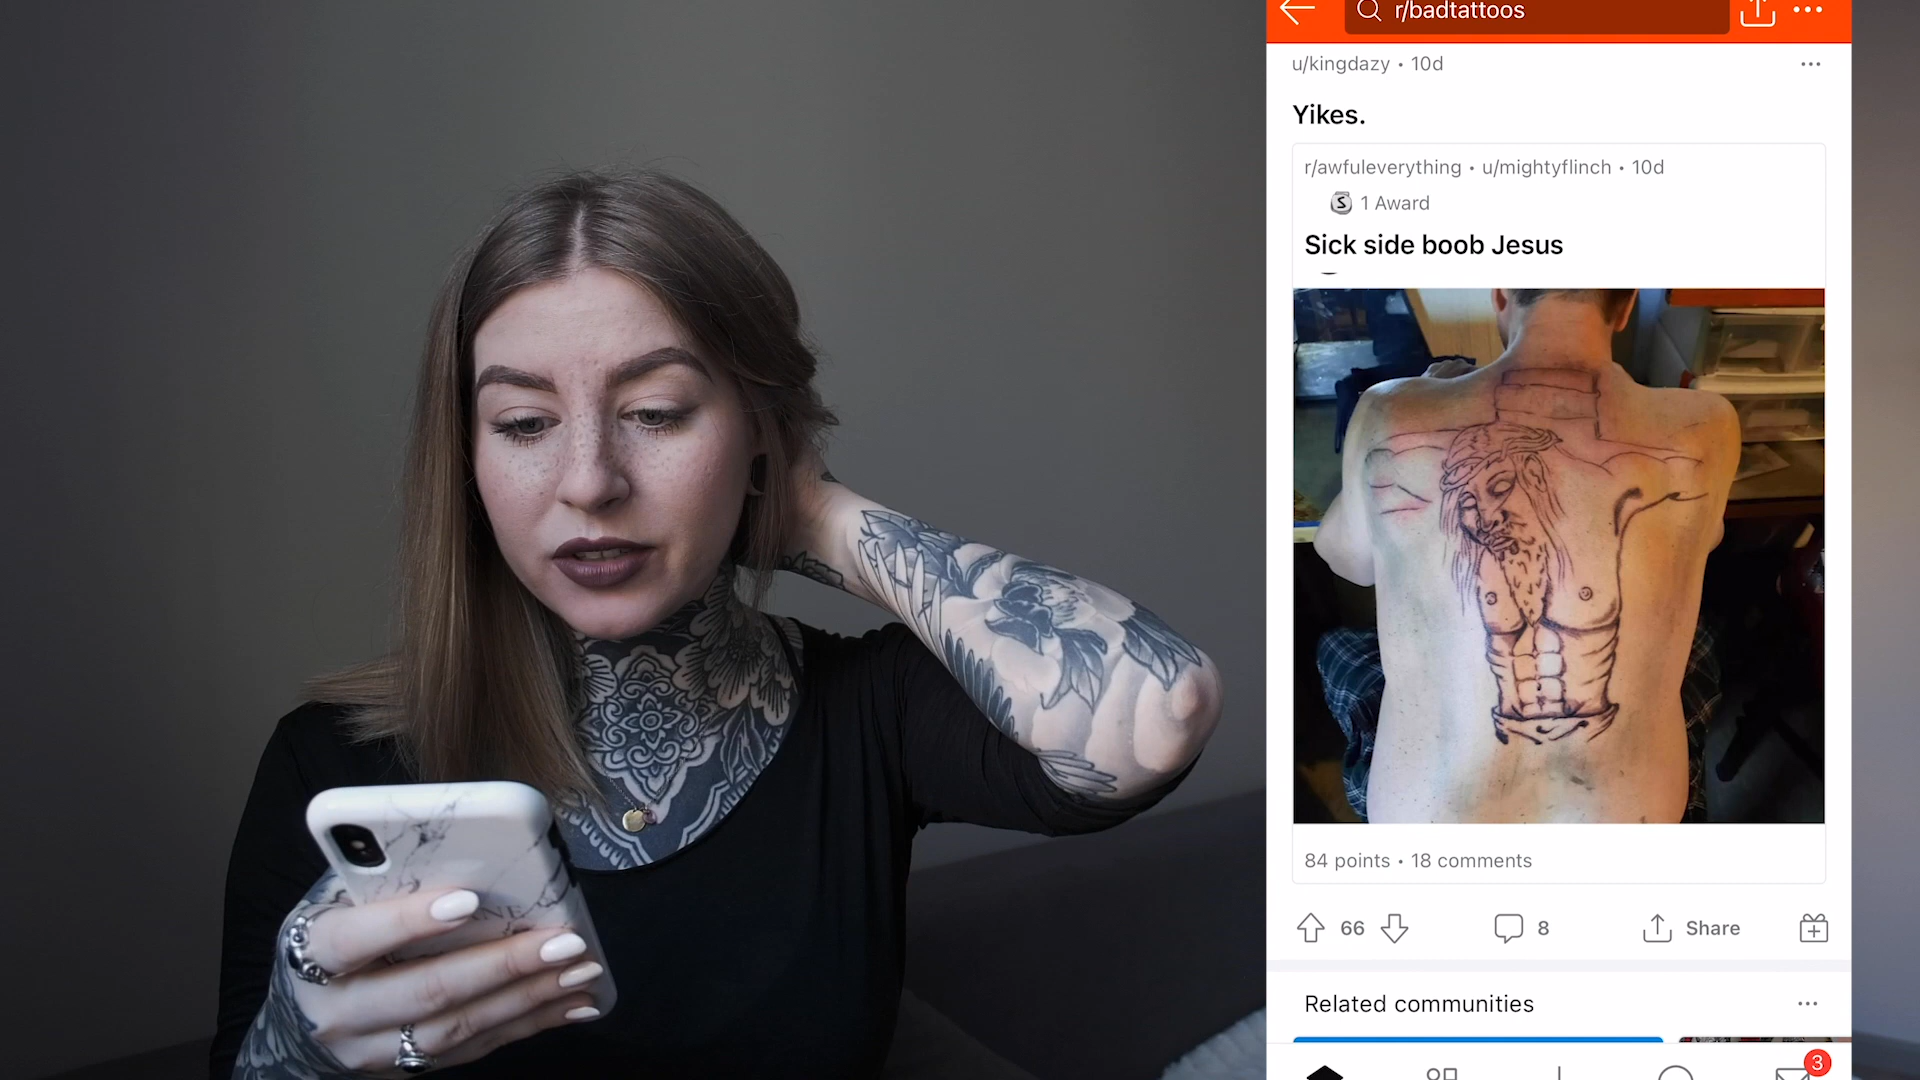 r/badtattoos
u/kingdazy • 10d
Yikes.
r/awfuleverything • u/mightyflinch • 10d
S 1 Award
Sick side boob Jesus
84 points • 18 comments
66
8
Share
Related communities
3